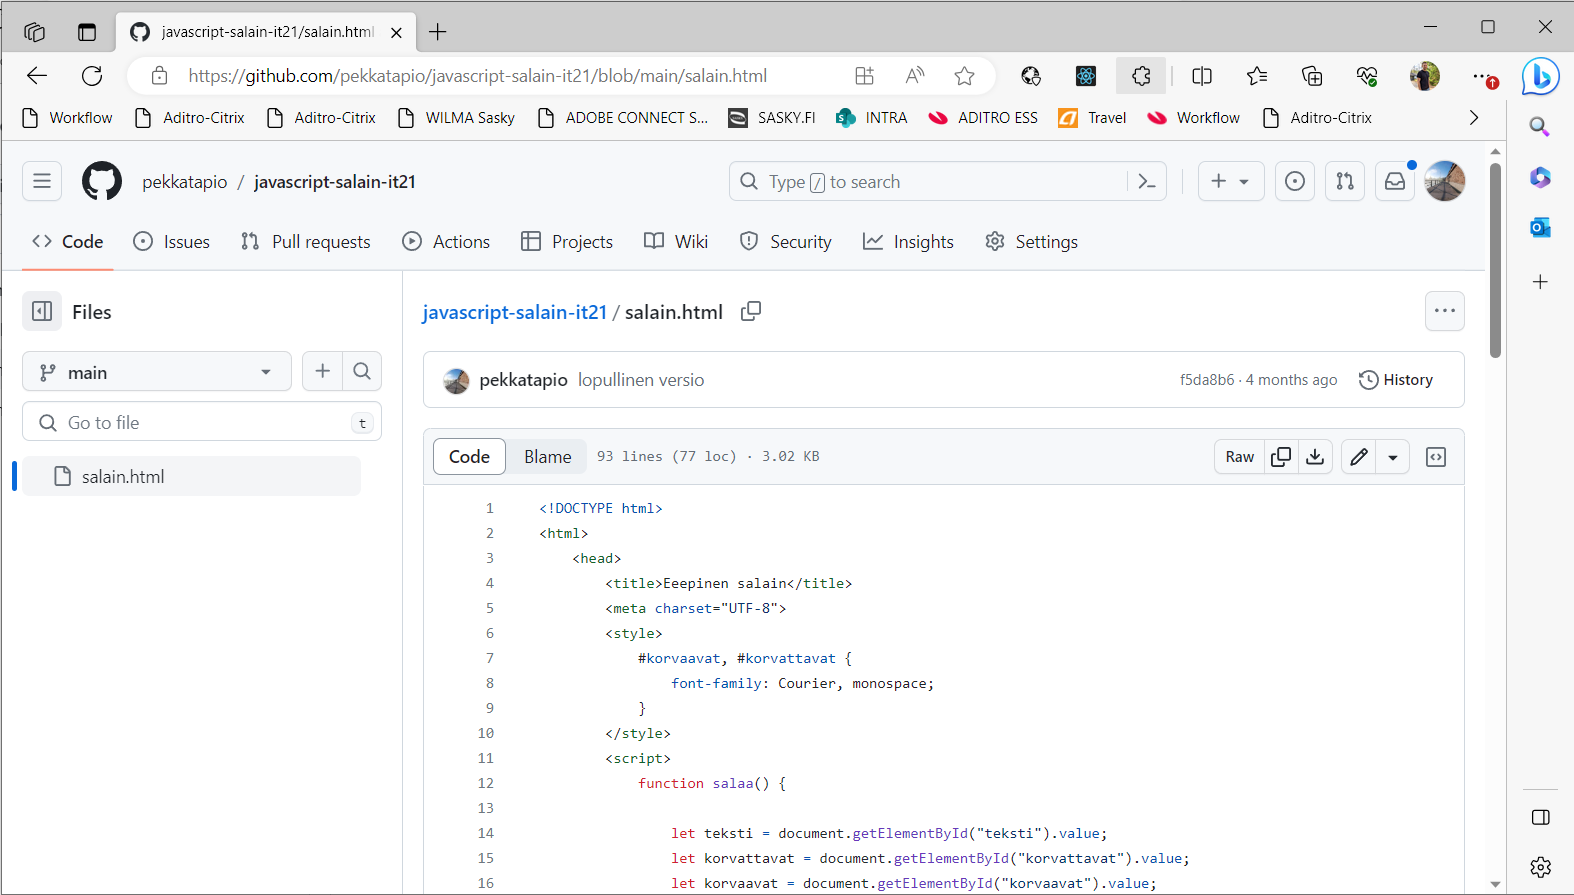 javascript-salain-it21/salain.html
https://github.com/pekkatapio/javascript-salain-it21/blob/main/salain.html
Workflow Aditro-Citrix Aditro-Citrix WILMA Sasky ADOBE CONNECT S... SASKY.FI INTRA ADITRO ESS Travel Workflow Aditro-Citrix
pekkatapio / javascript-salain-it21 Type / to search
Code Issues Pull requests Actions Projects Wiki Security Insights Settings
Files
main
Go to file t
salain.html
javascript-salain-it21 / salain.html
pekkatapio lopullinen versio f5da8b6 · 4 months ago History
Code Blame 93 lines (77 loc) · 3.02 KB Raw
1 <!DOCTYPE html>
2 <html>
3 <head>
4 <title>Eeepinen salain</title>
5 <meta charset="UTF-8">
6 <style>
7 #korvaavat, #korvattavat {
8 font-family: Courier, monospace;
9 }
10 </style>
11 <script>
12 function salaa() {
13
14 let teksti = document.getElementById("teksti").value;
15 let korvattavat = document.getElementById("korvattavat").value;
16 let korvaavat = document.getElementById("korvaavat").value;